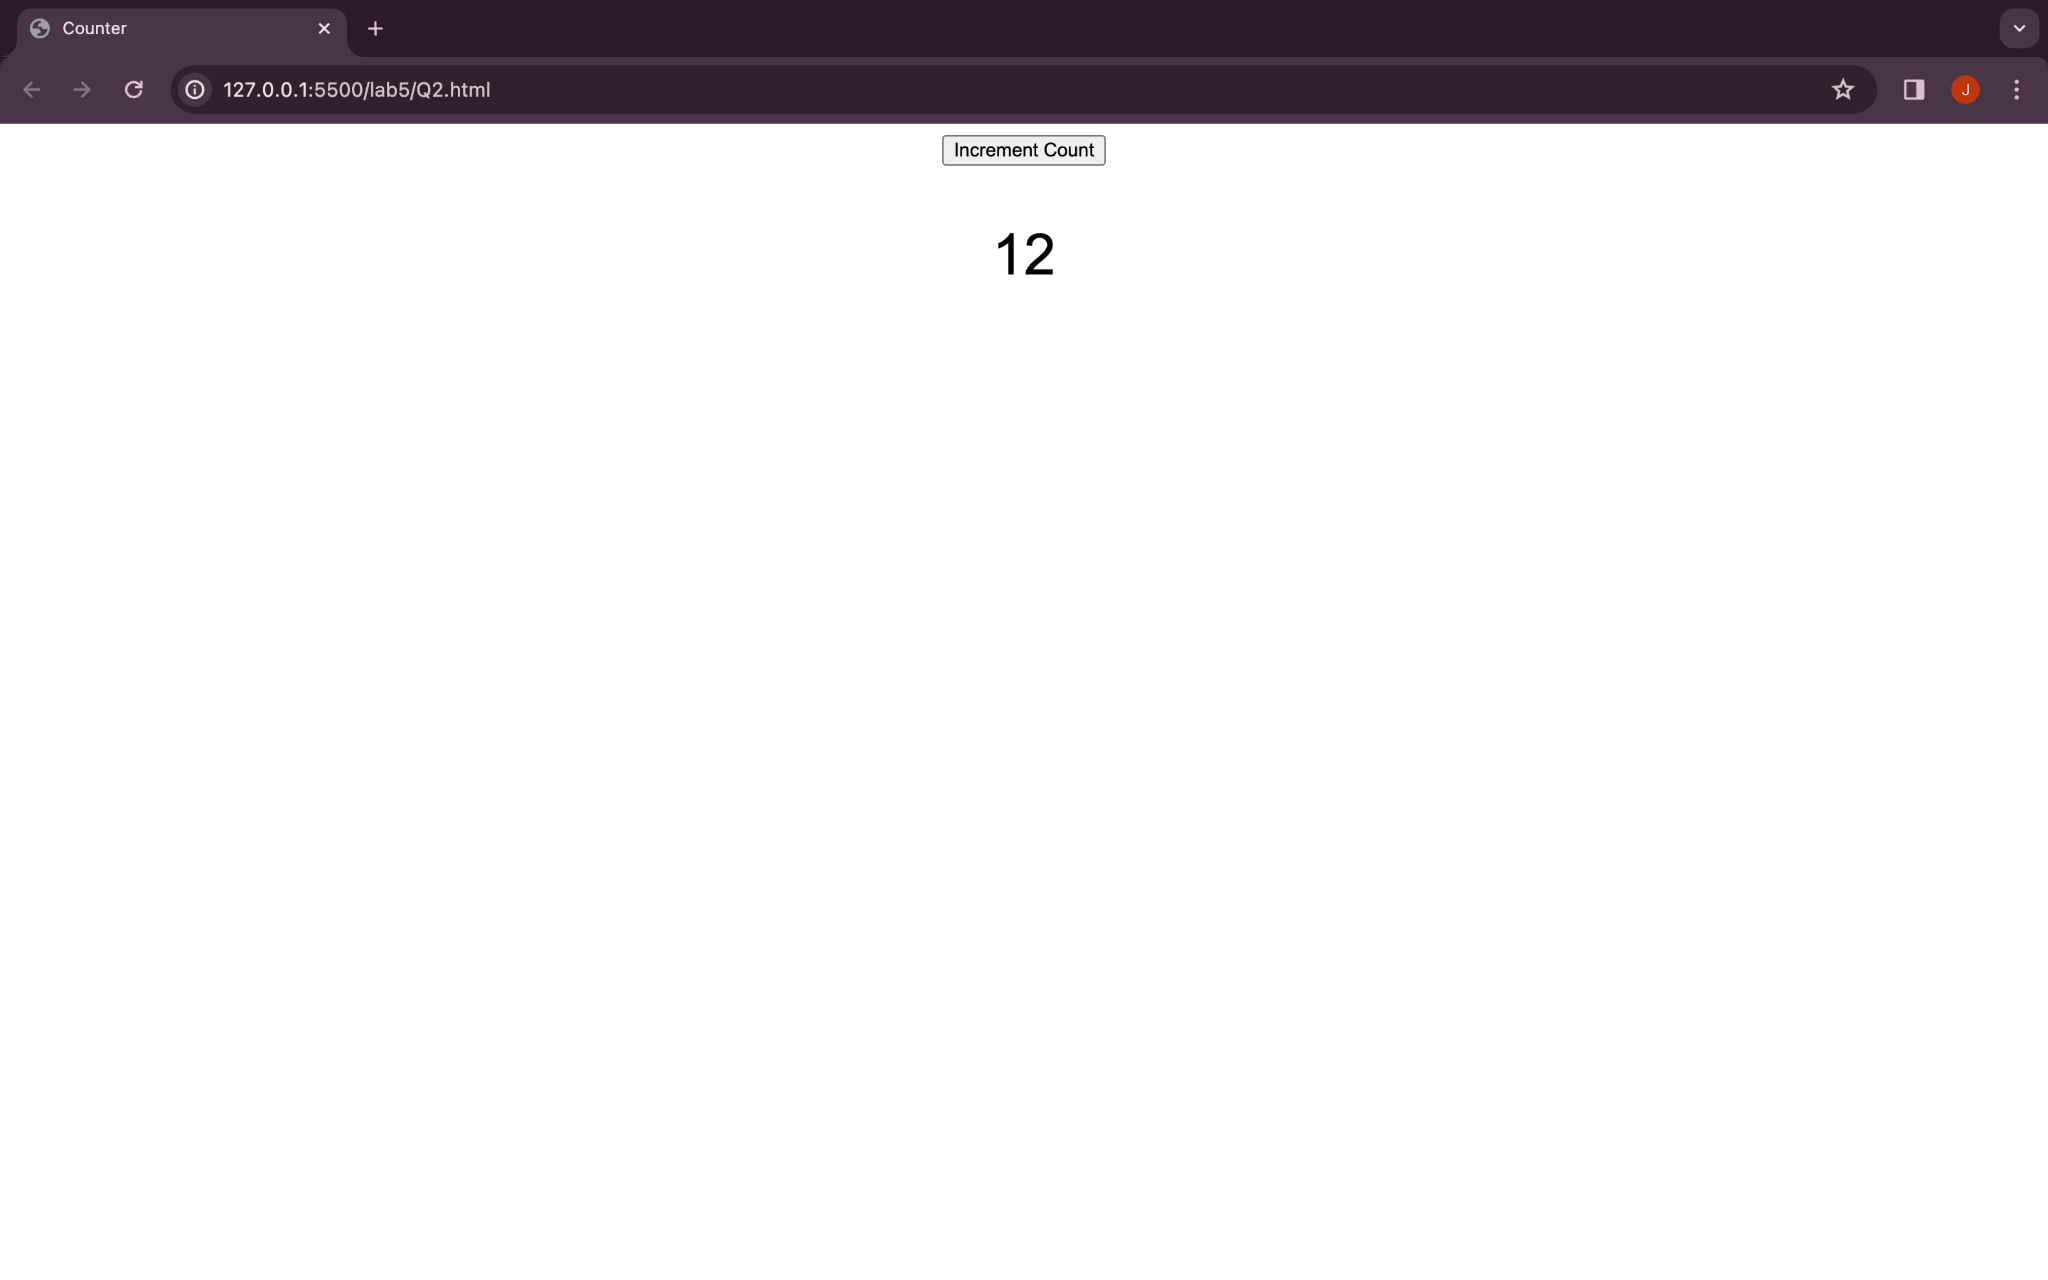 Counter
127.0.0.1:5500/lab5/Q2.html
J
Increment Count
12